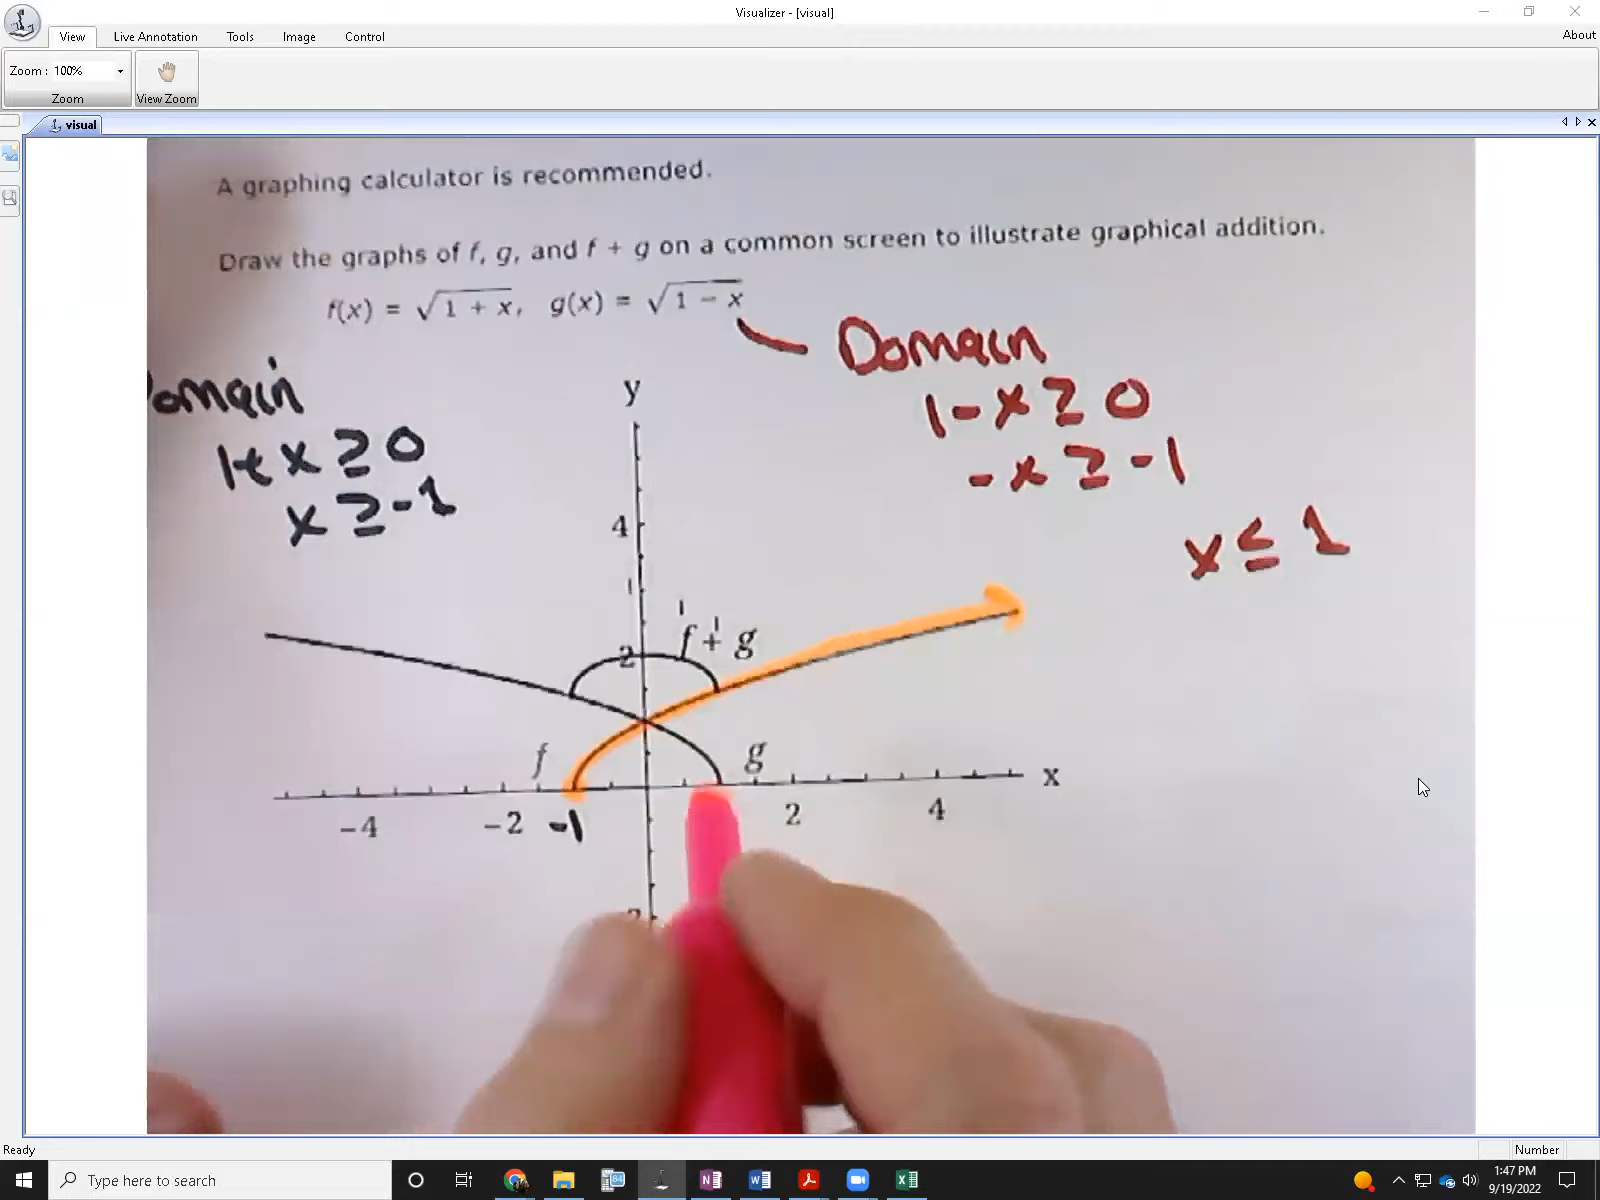 Visualizer - [visual]
View Live Annotation Tools Image Control About
Zoom : 100%
Zoom View Zoom
visual
A graphing calculator is recommended.
Draw the graphs of f, g, and f + g on a common screen to illustrate graphical addition.
f(x) = √1 + x, g(x) = √1 − x
Domain
1-x ≥ 0
-x ≥ -1
x ≤ 1
omain
1+x ≥ 0
x ≥ -1
y
4
2
f + g
f
g
x
-4 -2 -1 2 4
Ready Number
Type here to search
1:47 PM
9/19/2022